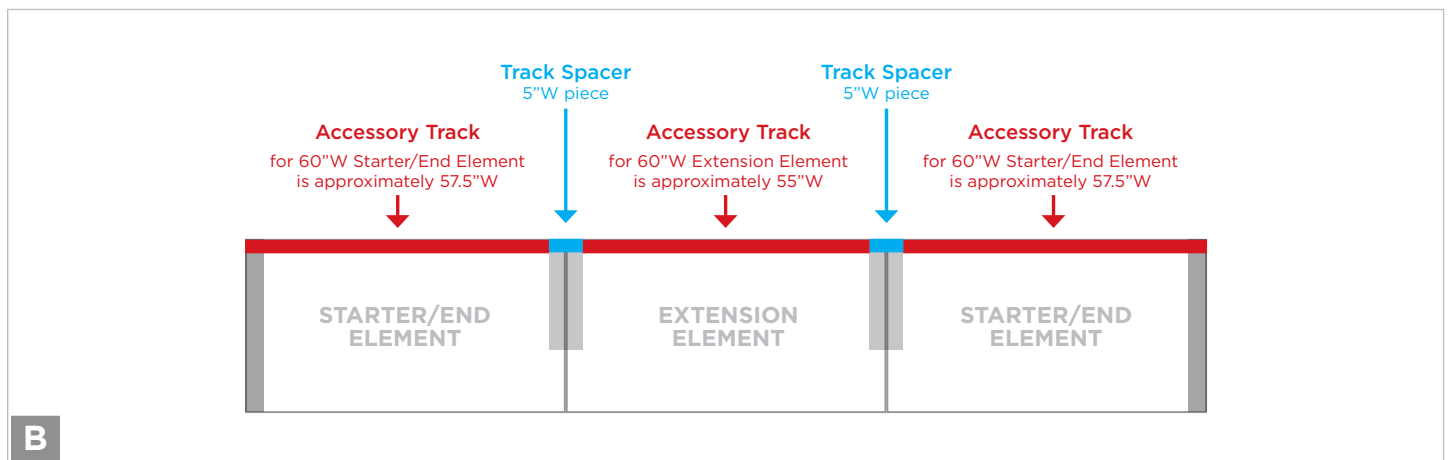 Track Spacer
5”W piece
Track Spacer
5”W piece
Accessory Track
for 60”W Starter/End Element
is approximately 57.5”W
Accessory Track
for 60”W Extension Element
is approximately 55”W
Accessory Track
for 60”W Starter/End Element
is approximately 57.5”W
STARTER/END
ELEMENT
EXTENSION
ELEMENT
STARTER/END
ELEMENT
B